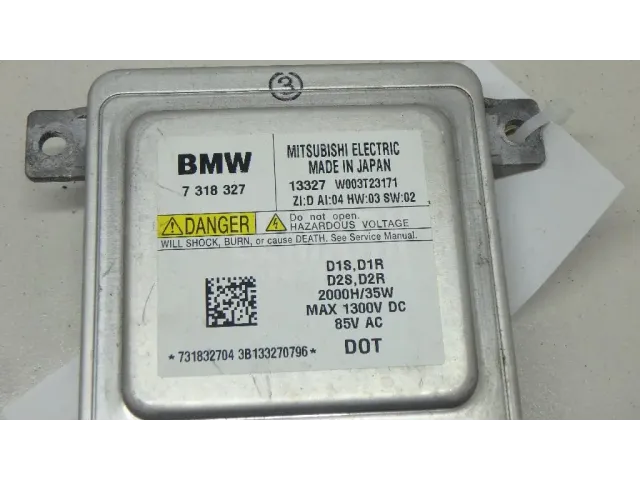 3
BMW
7 318 327
MITSUBISHI ELECTRIC
MADE IN JAPAN
13327 W003T23171
ZI:D AI:04 HW:03 SW:02
DANGER
Do not open.
HAZARDOUS VOLTAGE
WILL SHOCK, BURN, or cause DEATH. See Service Manual.
D1S,D1R
D2S,D2R
2000H/35W
MAX 1300V DC
85V AC
*731832704 3B133270796*
DOT